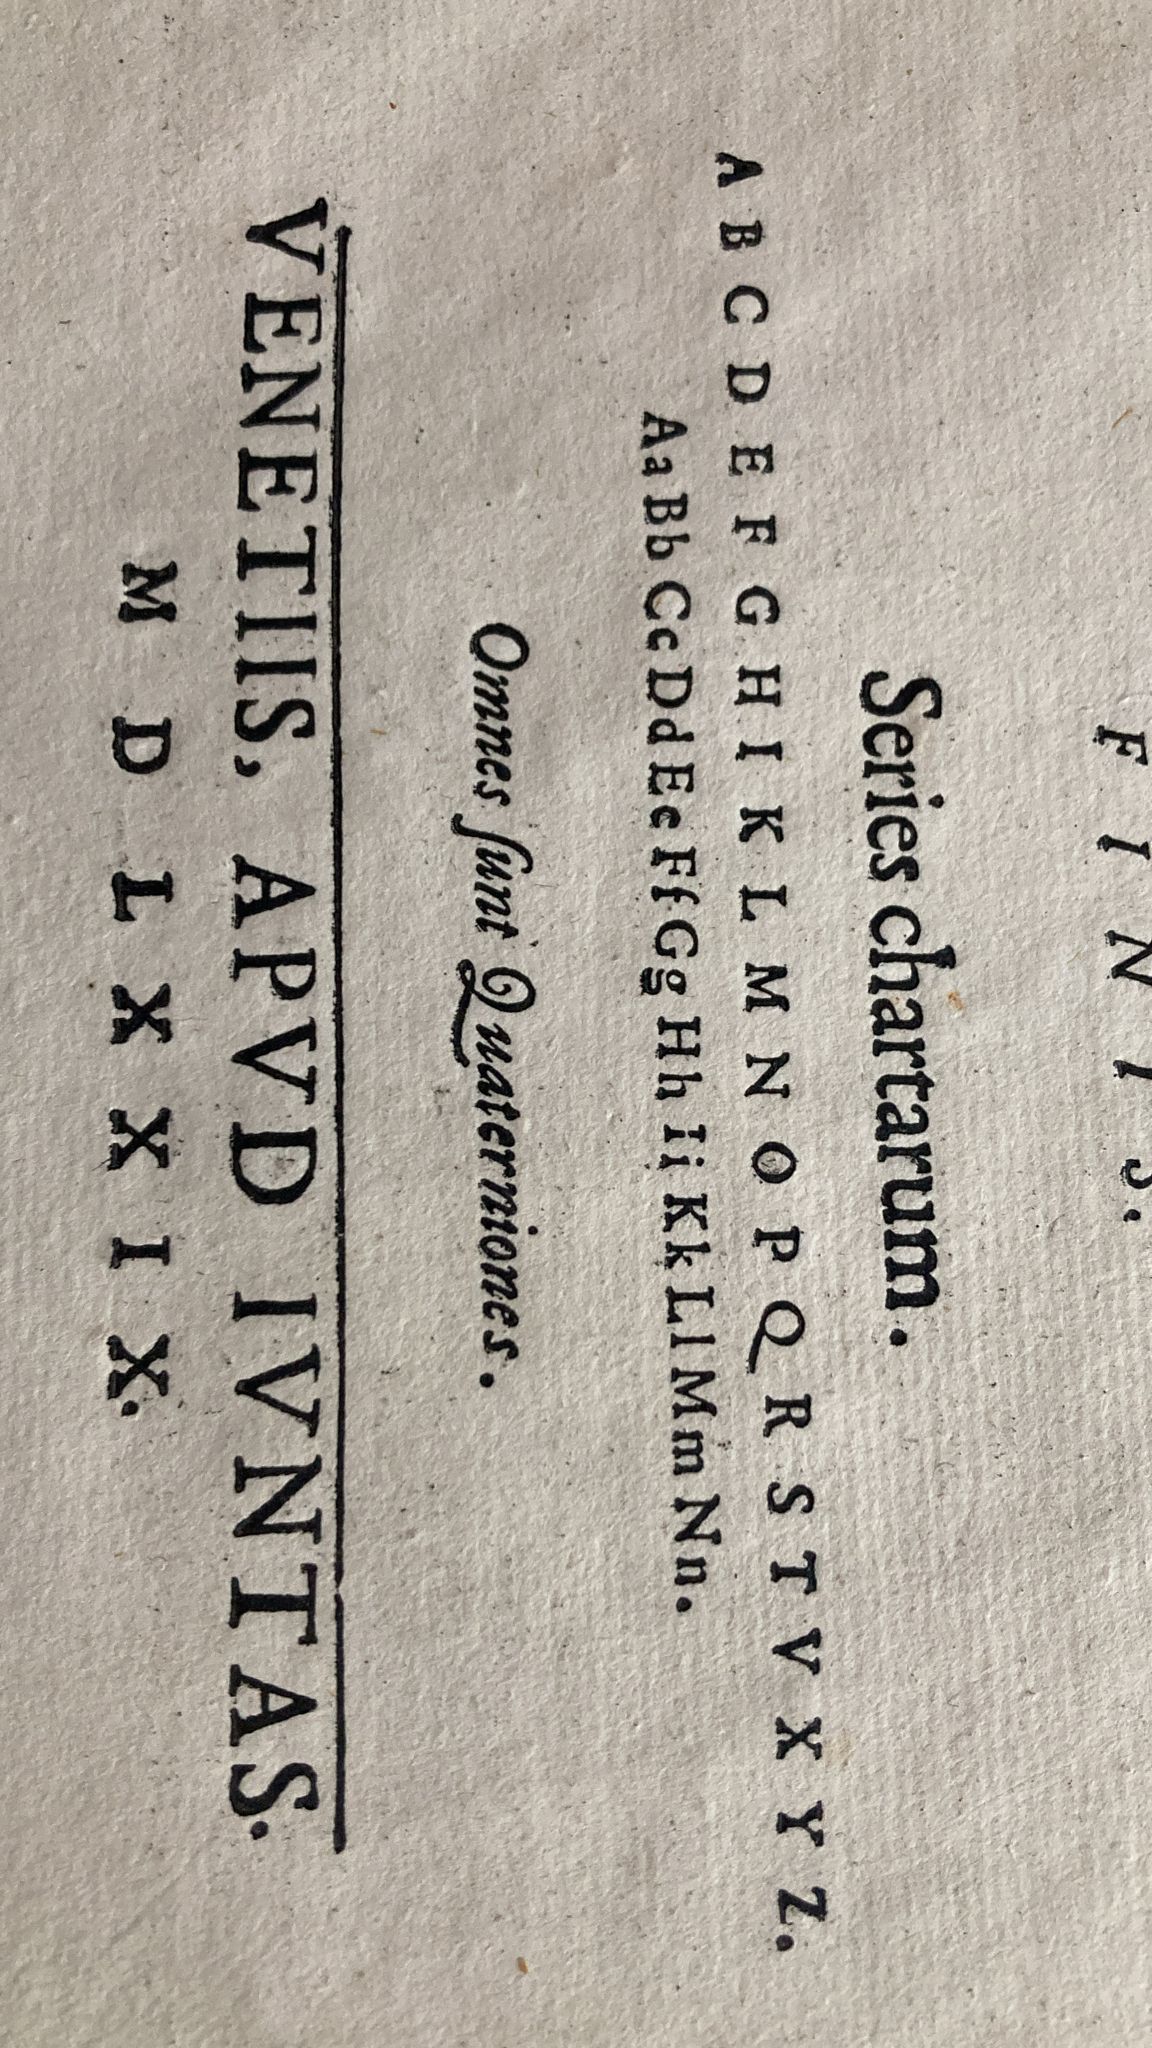 F I N I S.
Series chartarum.
A B C D E F G H I K L M N O P Q R S T V X Y Z.
Aa Bb Cc Dd Ee Ff Gg Hh Ii Kk Ll Mm Nn.
Omnes ſunt Quaterniones.
VENETIIS, APVD IVNTAS.
M D L X X I X.